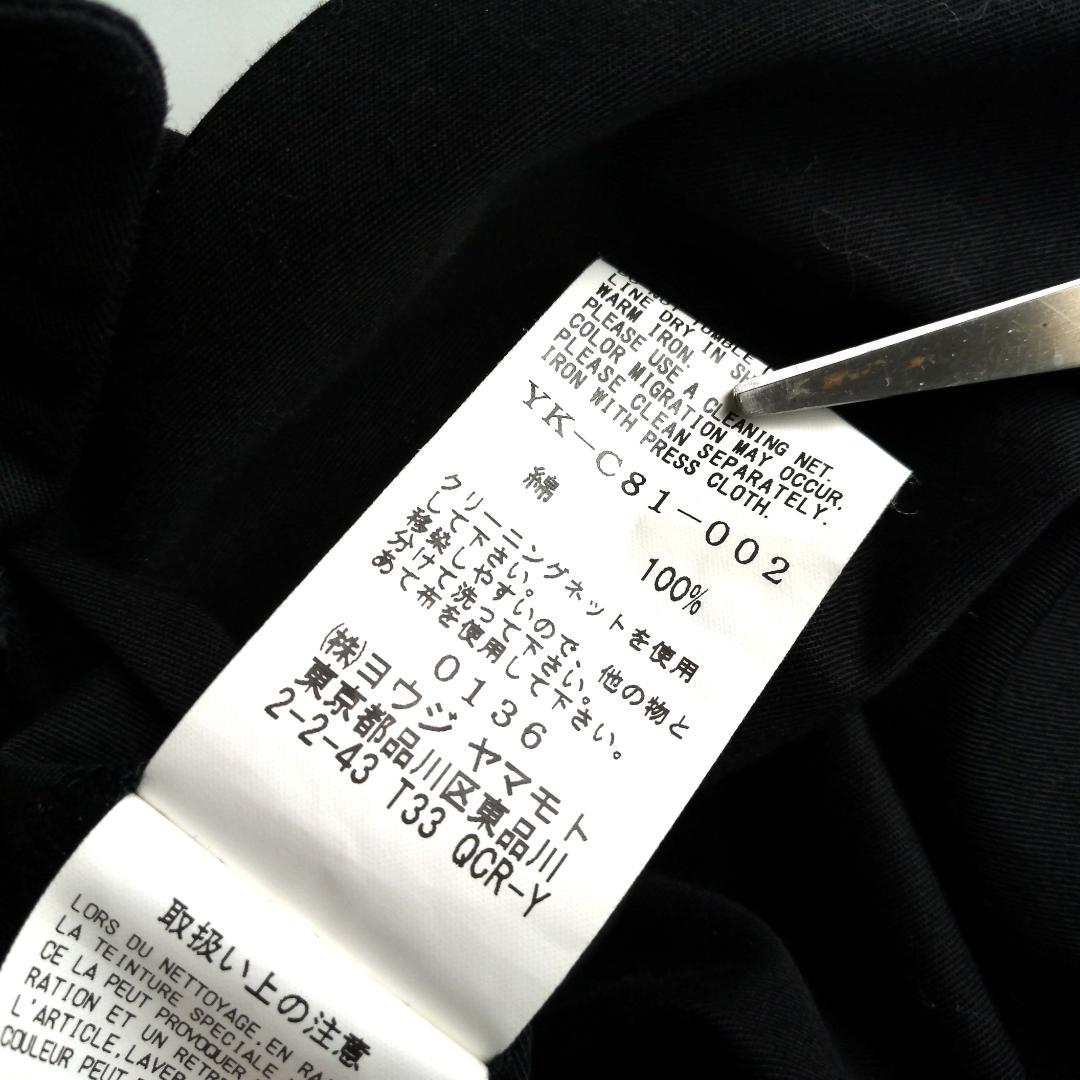 LINE DRY IN
WARM IRON.
PLEASE USE A CLEANING NET.
COLOR MIGRATION MAY OCCUR,
PLEASE CLEAN SEPARATELY.
IRON WITH PRESS CLOTH.
YK-C81-002
綿 100%
クリーニングネットを使用
して下さい。
移染しやすいので、他の物と
分けて洗って下さい。
あて布を使用して下さい。
0136
(株)ヨウジ ヤマモト
東京都品川区東品川
2-2-43 T33 QCR-Y
取扱い上の注意
LORS DU NETTOYAGE, EN
LA TEINTURE SPECIALE
CE LA PEUT PROVOQUER
RATION ET UN
L'ARTICLE, LAVER
COULEUR PEUT